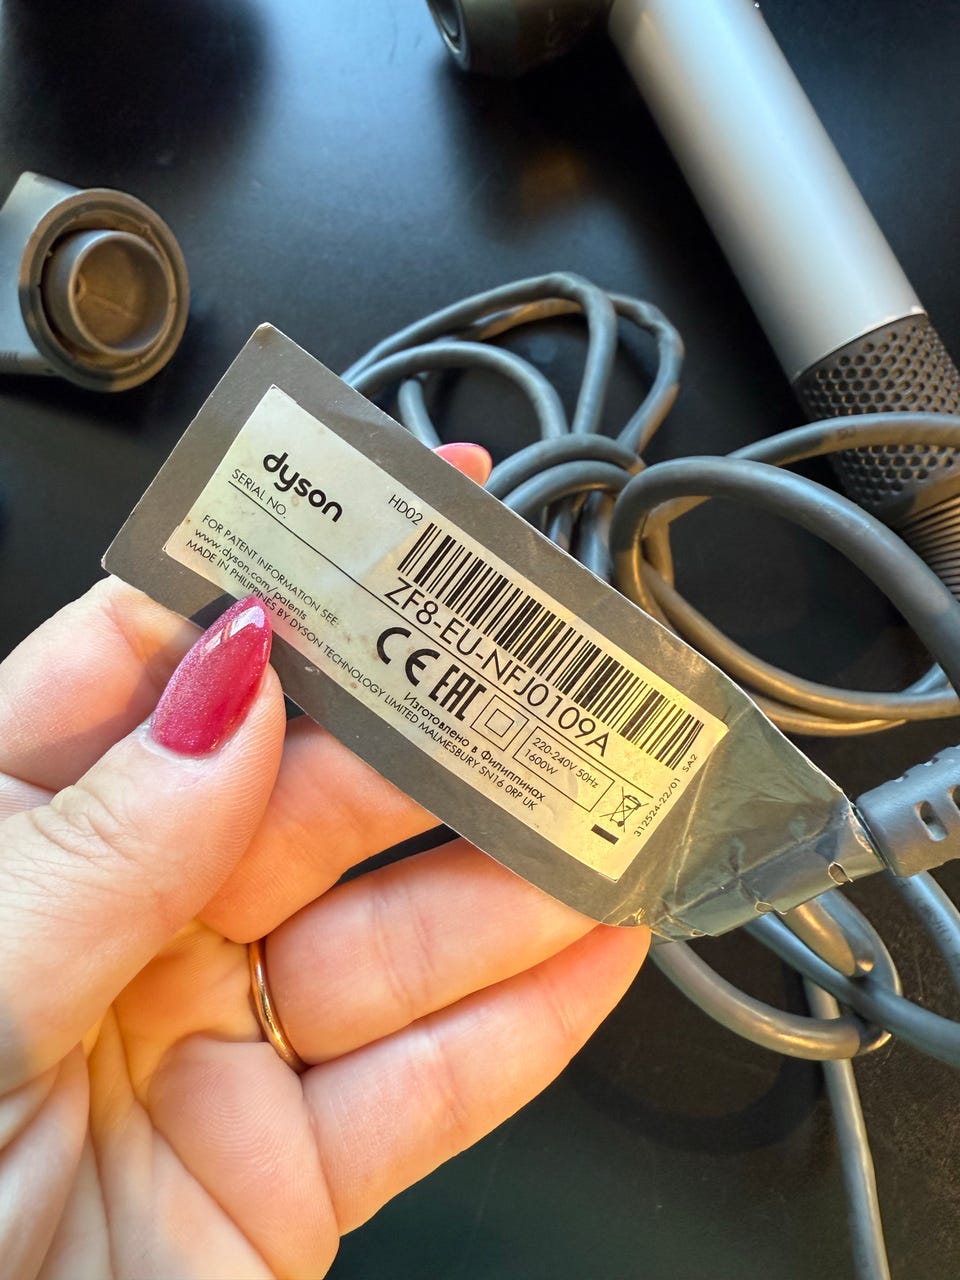 dyson
HD02
SERIAL NO.
ZF8-EU-NFJ0109A
FOR PATENT INFORMATION SEE:
www.dyson.com/patents
MADE IN PHILIPPINES BY DYSON TECHNOLOGY LIMITED MALMESBURY SN16 0RP UK
CE EAC
Изготовлено в Филиппинах
220-240V 50Hz
1600W
312524-22/01 SA2